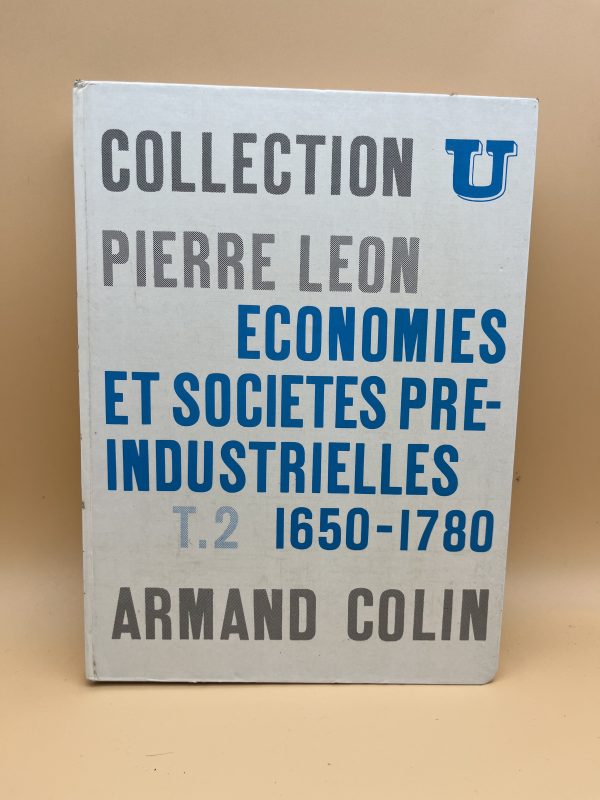 COLLECTION U
PIERRE LEON
ECONOMIES
ET SOCIETES PRE-
INDUSTRIELLES
T.2 1650-1780
ARMAND COLIN